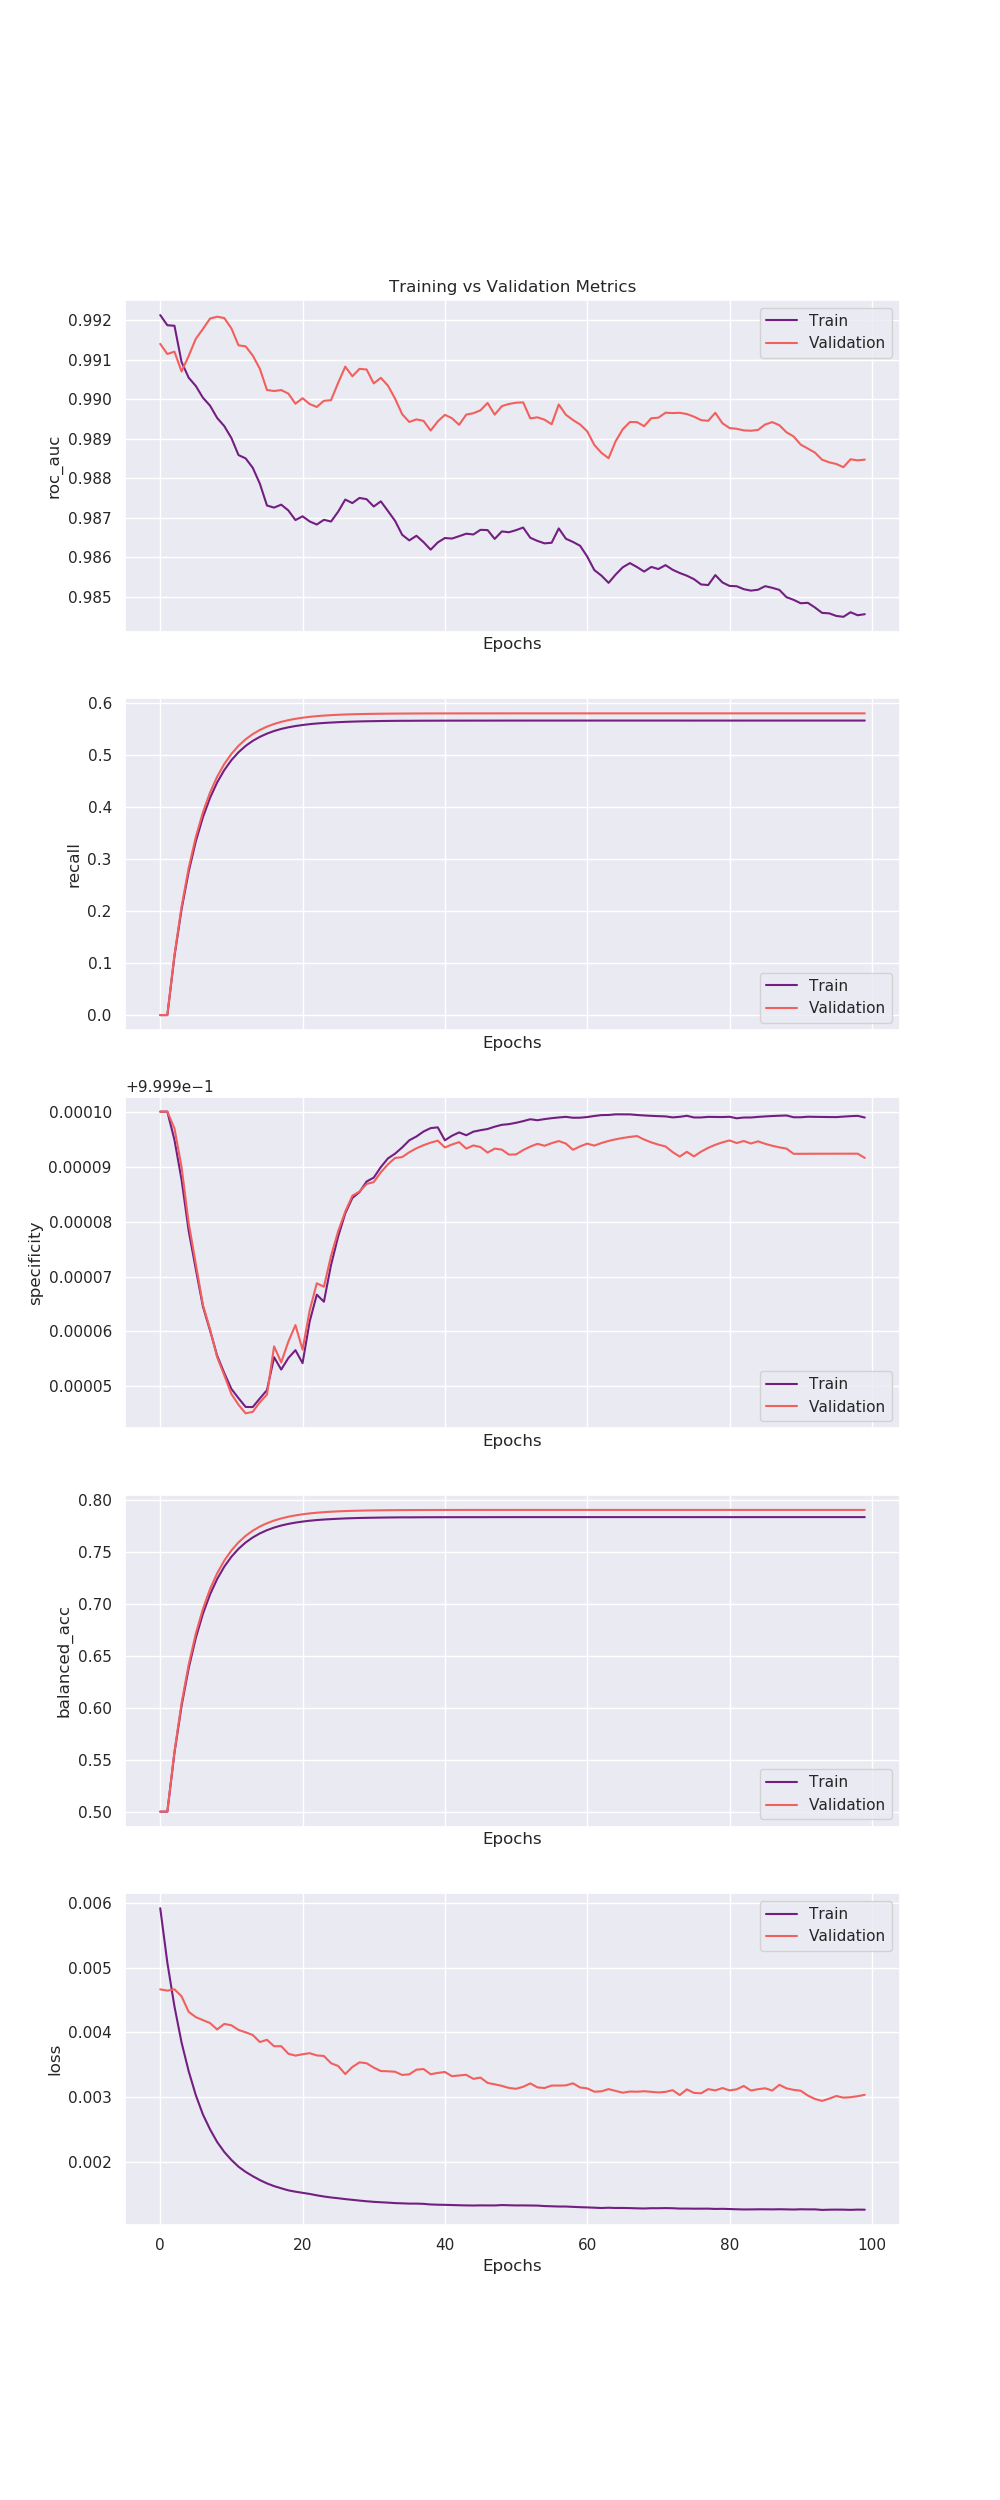 Training vs Validation Metrics
0.992
0.991
0.990
0.989
0.988
0.987
0.986
0.985
roc_auc
Train
Validation
Epochs
0.6
0.5
0.4
0.3
0.2
0.1
0.0
recall
Train
Validation
Epochs
+9.999e−1
0.00010
0.00009
0.00008
0.00007
0.00006
0.00005
specificity
Train
Validation
Epochs
0.80
0.75
0.70
0.65
0.60
0.55
0.50
balanced_acc
Train
Validation
Epochs
0.006
0.005
0.004
0.003
0.002
loss
Train
Validation
0 20 40 60 80 100
Epochs